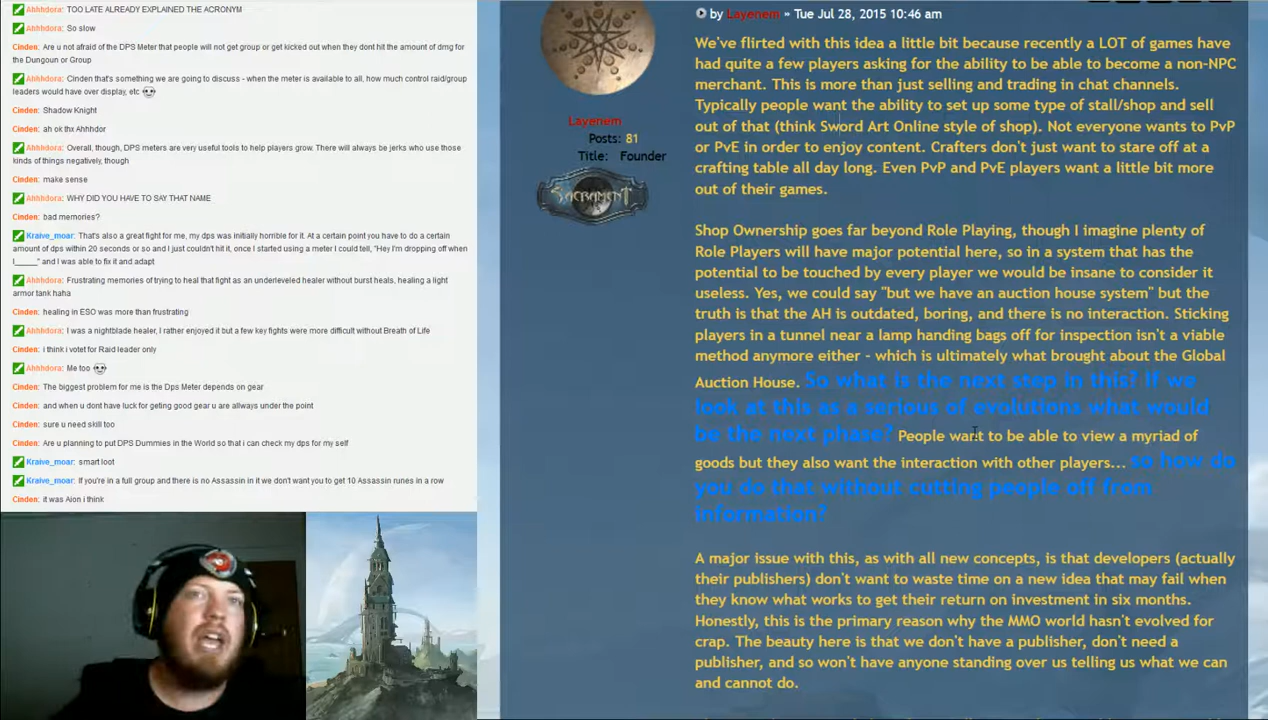 Ahhhdora: TOO LATE ALREADY EXPLAINED THE ACRONYM
Ahhhdora: So slow
Cinden: Are u not afraid of the DPS Meter that people will not get group or get kicked out when they dont hit the amount of dmg for
the Dungoun or Group
Ahhhdora: Cinden that's something we are going to discuss - when the meter is available to all, how much control raid/group
leaders would have over display, etc
Cinden: Shadow Knight
Cinden: ah ok thx Ahhhdor
Ahhhdora: Overall, though, DPS meters are very useful tools to help players grow. There will always be jerks who use those
kinds of things negatively, though
Cinden: make sense
Ahhhdora: WHY DID YOU HAVE TO SAY THAT NAME
Cinden: bad memories?
Kraive_moar: That's also a great fight for me, my dps was initially horrible for it. At a certain point you have to do a certain
amount of dps within 20 seconds or so and I just couldn't hit it, once I started using a meter I could tell, "Hey I'm dropping off when
I_____" and I was able to fix it and adapt
Ahhhdora: Frustrating memories of trying to heal that fight as an underleveled healer without burst heals, healing a light
armor tank haha
Cinden: healing in ESO was more than frustrating
Ahhhdora: I was a nightblade healer, I rather enjoyed it but a few key fights were more difficult without Breath of Life
Cinden: i think i votet for Raid leader only
Ahhhdora: Me too
Cinden: The biggest problem for me is the Dps Meter depends on gear
Cinden: and when u dont have luck for geting good gear u are allways under the point
Cinden: sure u need skill too
Cinden: Are u planning to put DPS Dummies in the World so that i can check my dps for my self
Kraive_moar: smart loot
Kraive_moar: If you're in a full group and there is no Assassin in it we don't want you to get 10 Assassin runes in a row
Cinden: it was Aion i think
Layenem
Posts: 81
Title: Founder
SACRAMENT
by Layenem » Tue Jul 28, 2015 10:46 am
We've flirted with this idea a little bit because recently a LOT of games have
had quite a few players asking for the ability to be able to become a non-NPC
merchant. This is more than just selling and trading in chat channels.
Typically people want the ability to set up some type of stall/shop and sell
out of that (think Sword Art Online style of shop). Not everyone wants to PvP
or PvE in order to enjoy content. Crafters don't just want to stare off at a
crafting table all day long. Even PvP and PvE players want a little bit more
out of their games.
Shop Ownership goes far beyond Role Playing, though I imagine plenty of
Role Players will have major potential here, so in a system that has the
potential to be touched by every player we would be insane to consider it
useless. Yes, we could say "but we have an auction house system" but the
truth is that the AH is outdated, boring, and there is no interaction. Sticking
players in a tunnel near a lamp handing bags off for inspection isn't a viable
method anymore either - which is ultimately what brought about the Global
Auction House. So what is the next step in this? If we
look at this as a serious of evolutions what would
be the next phase? People want to be able to view a myriad of
goods but they also want the interaction with other players... so how do
you do that without cutting people off from
information?
A major issue with this, as with all new concepts, is that developers (actually
their publishers) don't want to waste time on a new idea that may fail when
they know what works to get their return on investment in six months.
Honestly, this is the primary reason why the MMO world hasn't evolved for
crap. The beauty here is that we don't have a publisher, don't need a
publisher, and so won't have anyone standing over us telling us what we can
and cannot do.